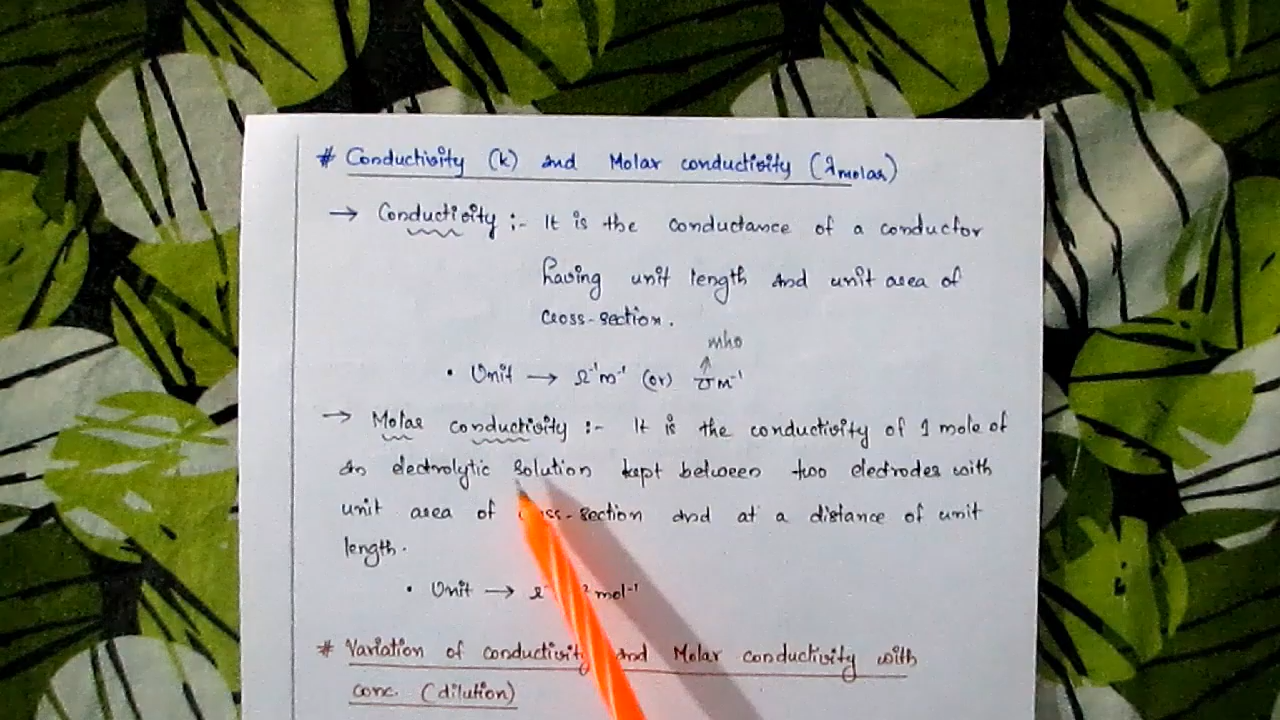 # Conductivity (k) and Molar conductivity (λmolar)
→ Conductivity :- It is the conductance of a conductor
having unit length and unit area of
cross-section.
mho
• Unit → Ω⁻¹m⁻¹ (or) ℧m⁻¹
→ Molar conductivity :- It is the conductivity of 1 mole of
an electrolytic solution kept between two electrodes with
unit area of cross-section and at a distance of unit
length.
• Unit → ² mol⁻¹
# Variation of conductivity and Molar conductivity with
conc. (dilution)